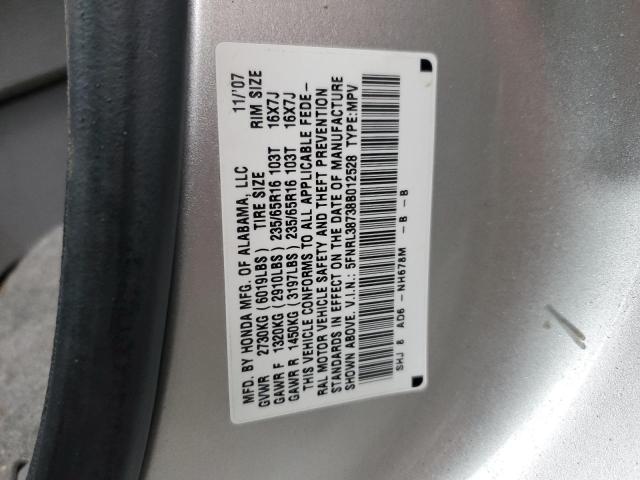 MFD. BY HONDA MFG. OF ALABAMA, LLC 11/'07
GVWR 2730KG (6019LBS) TIRE SIZE RIM SIZE
GAWR F 1320KG (2910LBS) 235/65R16 103T 16X7J
GAWR R 1450KG (3197LBS) 235/65R16 103T 16X7J
THIS VEHICLE CONFORMS TO ALL APPLICABLE FEDE-
RAL MOTOR VEHICLE SAFETY AND THEFT PREVENTION
STANDARDS IN EFFECT ON THE DATE OF MANUFACTURE
SHOWN ABOVE. V.I.N.: 5FNRL38738B012528 TYPE:MPV
SHJ 8 AD6 -NH678M - B - B